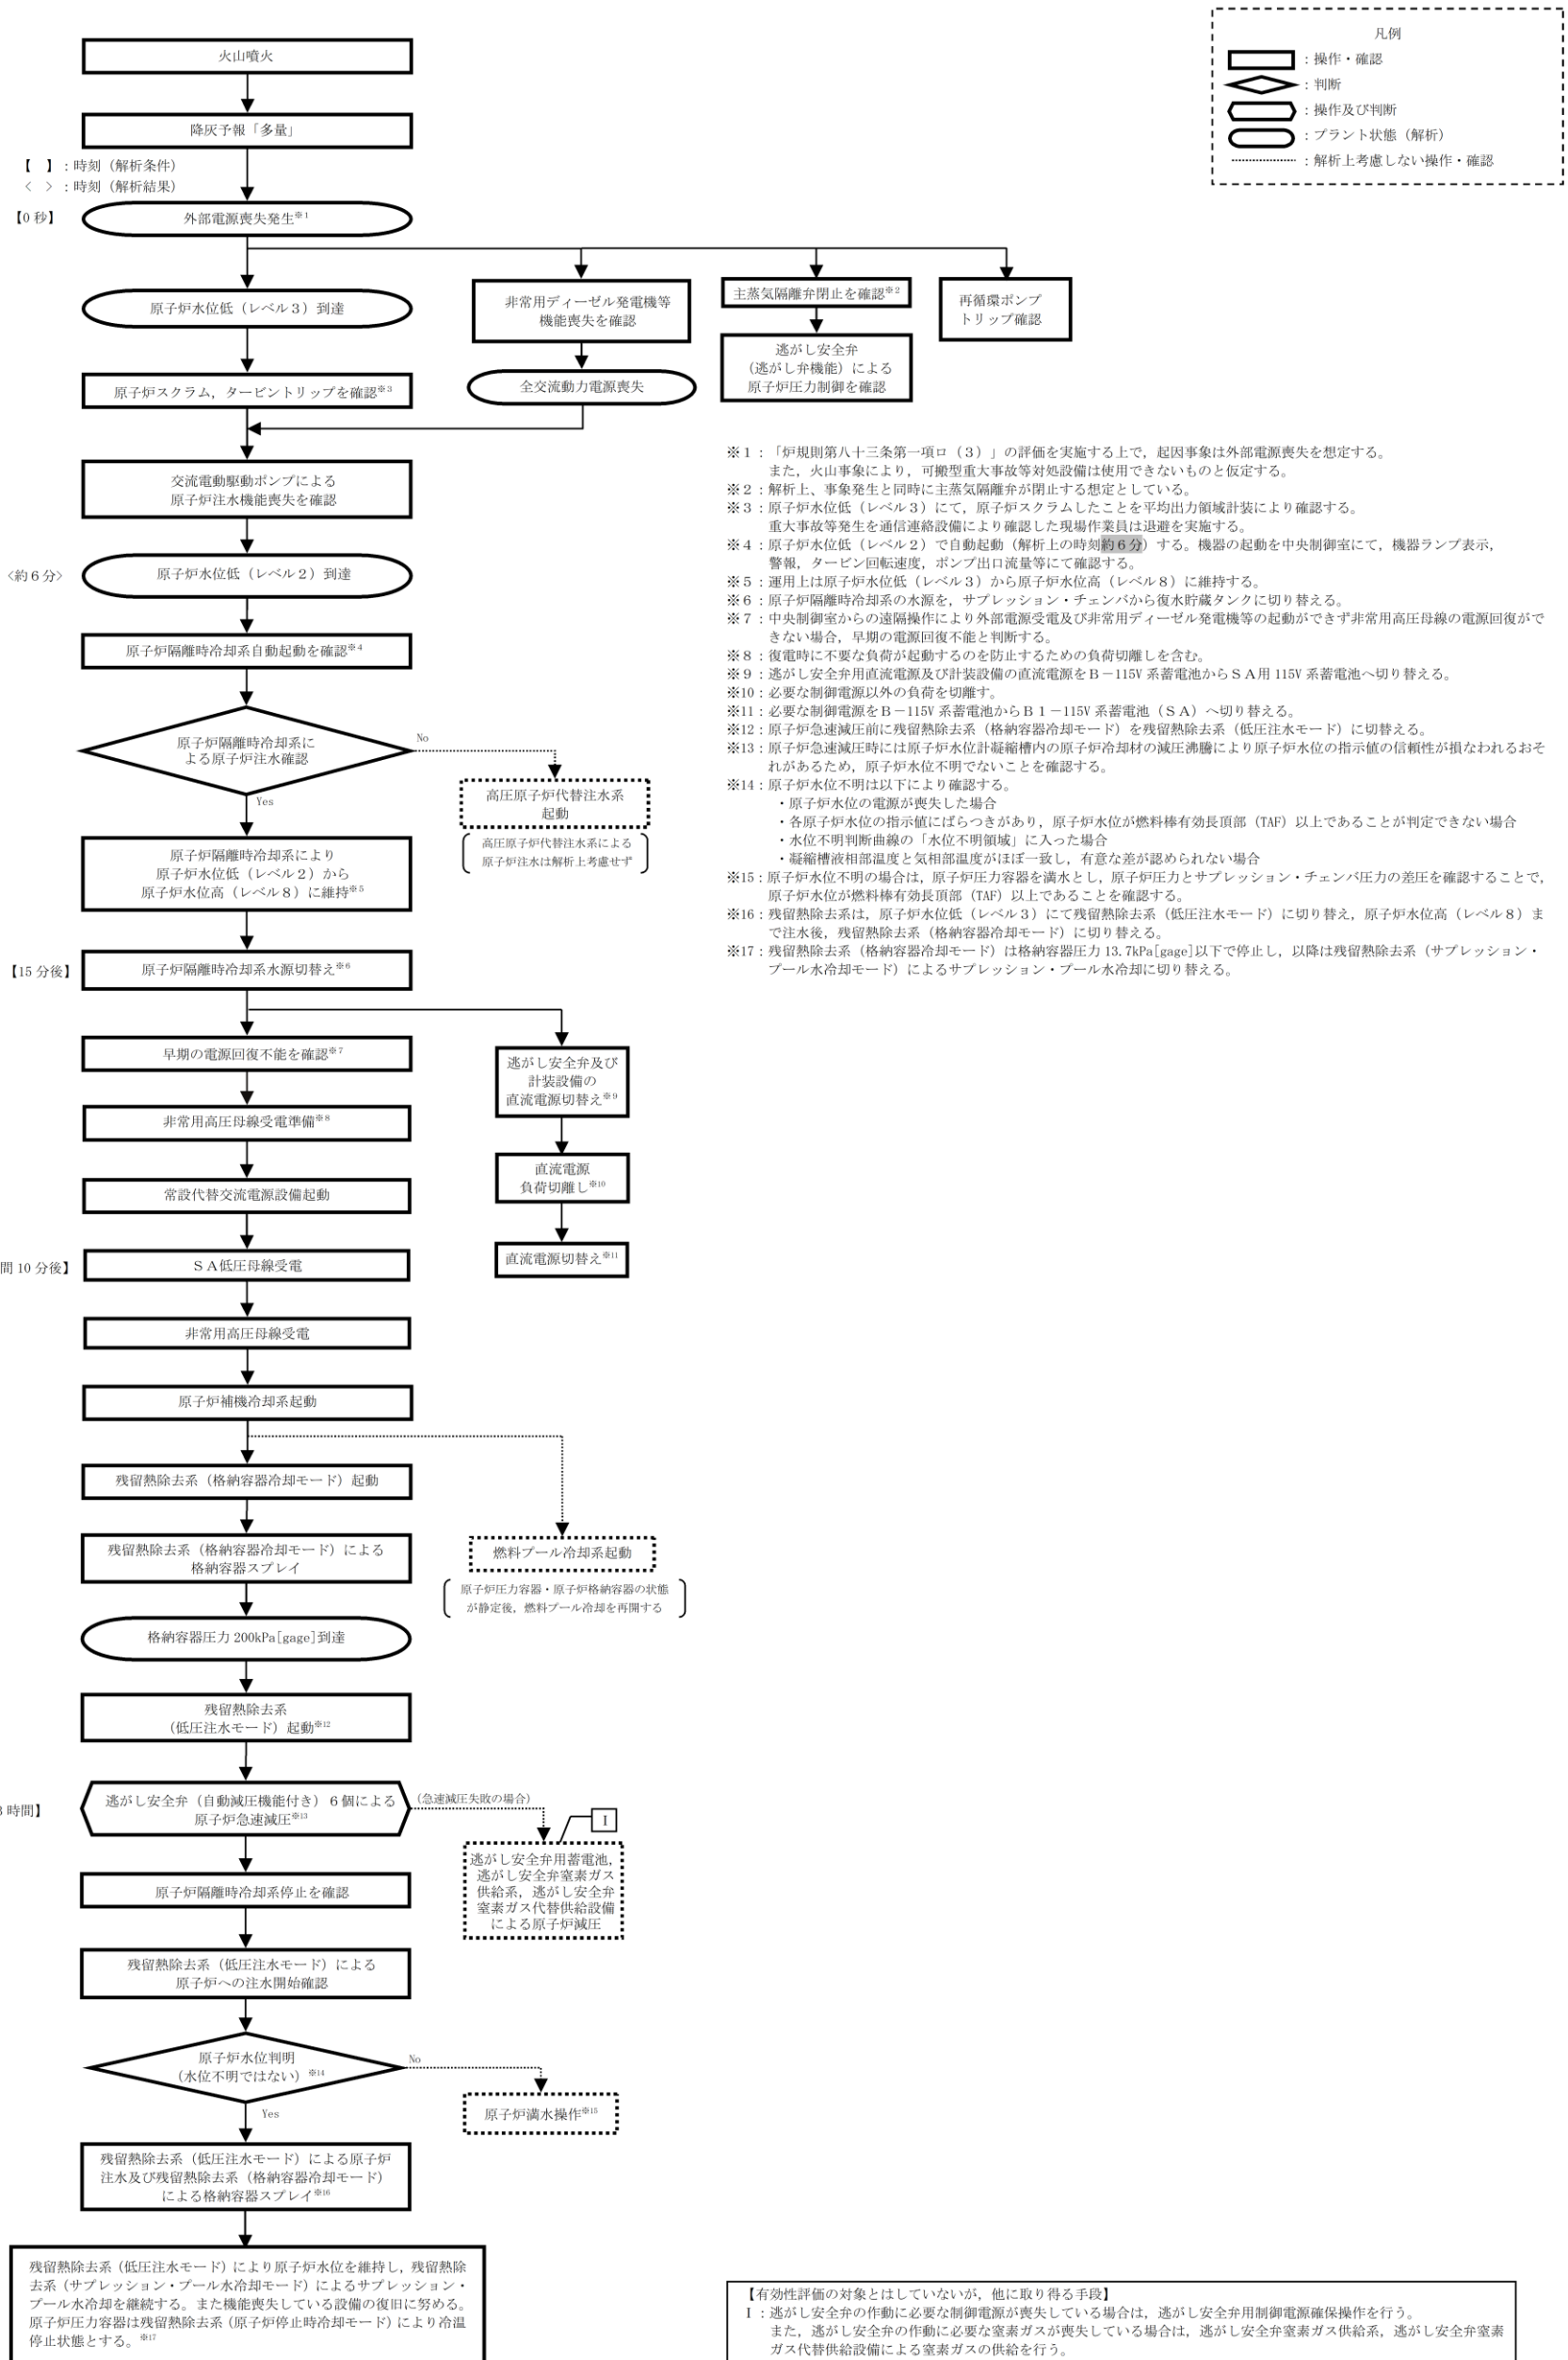 凡例
：操作・確認
：判断
：操作及び判断
：プラント状態（解析）
：解析上考慮しない操作・確認
火山噴火
降灰予報「多量」
【　】：時刻（解析条件）
〈　〉：時刻（解析結果）
【0 秒】
外部電源喪失発生※1
原子炉水位低（レベル３）到達
非常用ディーゼル発電機等
機能喪失を確認
主蒸気隔離弁閉止を確認※2
再循環ポンプ
トリップ確認
逃がし安全弁
（逃がし弁機能）による
原子炉圧力制御を確認
原子炉スクラム，タービントリップを確認※3
全交流動力電源喪失
交流電動駆動ポンプによる
原子炉注水機能喪失を確認
〈約６分〉
原子炉水位低（レベル２）到達
原子炉隔離時冷却系自動起動を確認※4
原子炉隔離時冷却系に
よる原子炉注水確認
No
Yes
高圧原子炉代替注水系
起動
高圧原子炉代替注水系による
原子炉注水は解析上考慮せず
原子炉隔離時冷却系により
原子炉水位低（レベル２）から
原子炉水位高（レベル８）に維持※5
【15 分後】
原子炉隔離時冷却系水源切替え※6
早期の電源回復不能を確認※7
逃がし安全弁及び
計装設備の
直流電源切替え※9
非常用高圧母線受電準備※8
直流電源
負荷切離し※10
常設代替交流電源設備起動
直流電源切替え※11
間 10 分後】
ＳＡ低圧母線受電
非常用高圧母線受電
原子炉補機冷却系起動
残留熱除去系（格納容器冷却モード）起動
残留熱除去系（格納容器冷却モード）による
格納容器スプレイ
燃料プール冷却系起動
原子炉圧力容器・原子炉格納容器の状態
が静定後，燃料プール冷却を再開する
格納容器圧力 200kPa[gage]到達
残留熱除去系
（低圧注水モード）起動※12
時間】
逃がし安全弁（自動減圧機能付き）６個による
原子炉急速減圧※13
（急速減圧失敗の場合）
Ⅰ
逃がし安全弁用蓄電池，
逃がし安全弁窒素ガス
供給系，逃がし安全弁
窒素ガス代替供給設備
による原子炉減圧
原子炉隔離時冷却系停止を確認
残留熱除去系（低圧注水モード）による
原子炉への注水開始確認
原子炉水位判明
（水位不明ではない）※14
No
Yes
原子炉満水操作※15
残留熱除去系（低圧注水モード）による原子炉
注水及び残留熱除去系（格納容器冷却モード）
による格納容器スプレイ※16
残留熱除去系（低圧注水モード）により原子炉水位を維持し，残留熱除
去系（サプレッション・プール水冷却モード）によるサプレッション・
プール水冷却を継続する。また機能喪失している設備の復旧に努める。
原子炉圧力容器は残留熱除去系（原子炉停止時冷却モード）により冷温
停止状態とする。※17
※１：「炉規則第八十三条第一項ロ（３）」の評価を実施する上で，起因事象は外部電源喪失を想定する。
また，火山事象により，可搬型重大事故等対処設備は使用できないものと仮定する。
※２：解析上、事象発生と同時に主蒸気隔離弁が閉止する想定としている。
※３：原子炉水位低（レベル３）にて，原子炉スクラムしたことを平均出力領域計装により確認する。
重大事故等発生を通信連絡設備により確認した現場作業員は退避を実施する。
※４：原子炉水位低（レベル２）で自動起動（解析上の時刻約６分）する。機器の起動を中央制御室にて，機器ランプ表示，
警報，タービン回転速度，ポンプ出口流量等にて確認する。
※５：運用上は原子炉水位低（レベル３）から原子炉水位高（レベル８）に維持する。
※６：原子炉隔離時冷却系の水源を，サプレッション・チェンバから復水貯蔵タンクに切り替える。
※７：中央制御室からの遠隔操作により外部電源受電及び非常用ディーゼル発電機等の起動ができず非常用高圧母線の電源回復がで
きない場合，早期の電源回復不能と判断する。
※８：復電時に不要な負荷が起動するのを防止するための負荷切離しを含む。
※９：逃がし安全弁用直流電源及び計装設備の直流電源をＢ－115V 系蓄電池からＳＡ用 115V 系蓄電池へ切り替える。
※10：必要な制御電源以外の負荷を切離す。
※11：必要な制御電源をＢ－115V 系蓄電池からＢ１－115V 系蓄電池（ＳＡ）へ切り替える。
※12：原子炉急速減圧前に残留熱除去系（格納容器冷却モード）を残留熱除去系（低圧注水モード）に切替える。
※13：原子炉急速減圧時には原子炉水位計凝縮槽内の原子炉冷却材の減圧沸騰により原子炉水位の指示値の信頼性が損なわれるおそ
れがあるため，原子炉水位不明でないことを確認する。
※14：原子炉水位不明は以下により確認する。
・原子炉水位の電源が喪失した場合
・各原子炉水位の指示値にばらつきがあり，原子炉水位が燃料棒有効長頂部（TAF）以上であることが判定できない場合
・水位不明判断曲線の「水位不明領域」に入った場合
・凝縮槽液相部温度と気相部温度がほぼ一致し，有意な差が認められない場合
※15：原子炉水位不明の場合は，原子炉圧力容器を満水とし，原子炉圧力とサプレッション・チェンバ圧力の差圧を確認することで，
原子炉水位が燃料棒有効長頂部（TAF）以上であることを確認する。
※16：残留熱除去系は，原子炉水位低（レベル３）にて残留熱除去系（低圧注水モード）に切り替え，原子炉水位高（レベル８）ま
で注水後，残留熱除去系（格納容器冷却モード）に切り替える。
※17：残留熱除去系（格納容器冷却モード）は格納容器圧力 13.7kPa[gage]以下で停止し，以降は残留熱除去系（サプレッション・
プール水冷却モード）によるサプレッション・プール水冷却に切り替える。
【有効性評価の対象とはしていないが，他に取り得る手段】
Ⅰ：逃がし安全弁の作動に必要な制御電源が喪失している場合は，逃がし安全弁用制御電源確保操作を行う。
また，逃がし安全弁の作動に必要な窒素ガスが喪失している場合は，逃がし安全弁窒素ガス供給系，逃がし安全弁窒素
ガス代替供給設備による窒素ガスの供給を行う。